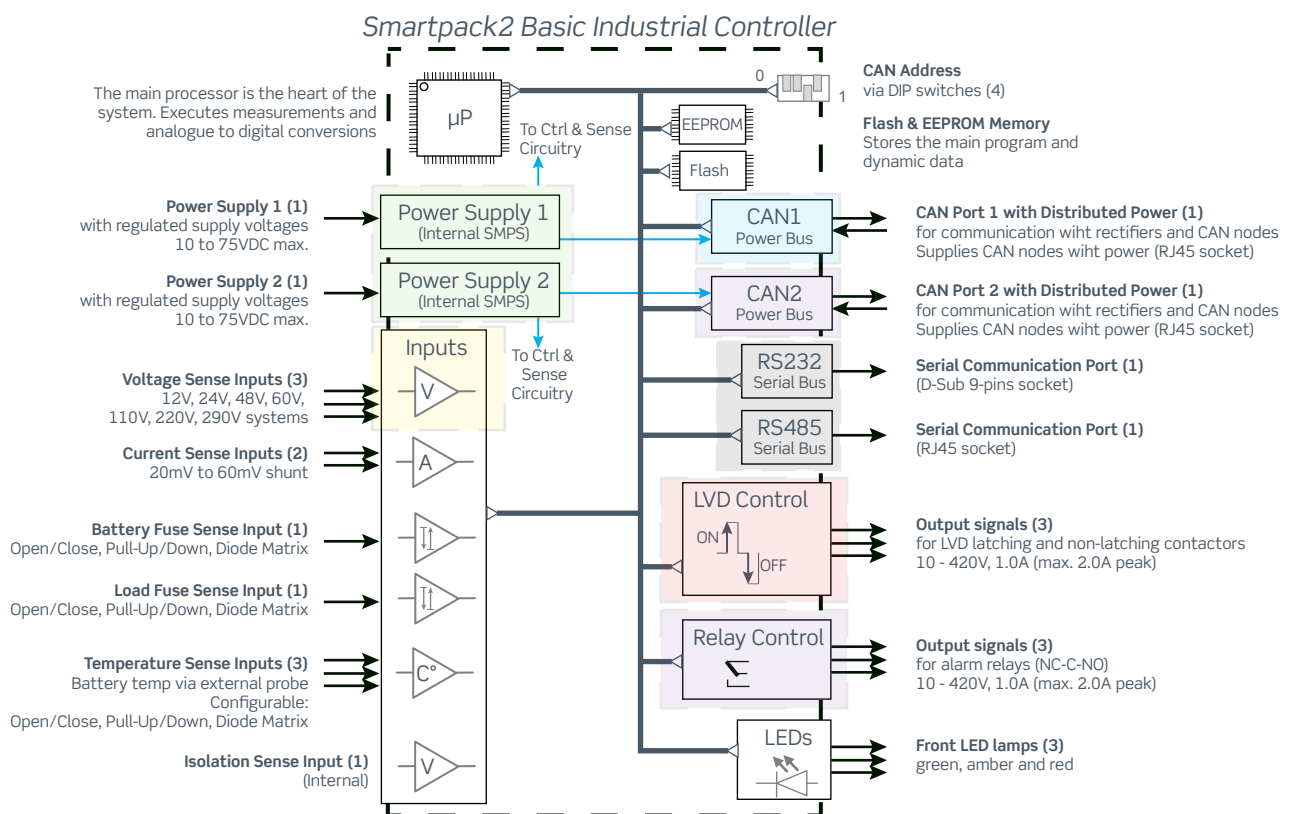 Smartpack2 Basic Industrial Controller
The main processor is the heart of the
system. Executes measurements and
analogue to digital conversions
µP
To Ctrl & Sense
Circuitry
EEPROM
Flash
0
1
CAN Address
via DIP switches (4)
Flash & EEPROM Memory
Stores the main program and
dynamic data
Power Supply 1 (1)
with regulated supply voltages
10 to 75VDC max.
Power Supply 1
(Internal SMPS)
CAN1
Power Bus
CAN Port 1 with Distributed Power (1)
for communication wiht rectifiers and CAN nodes
Supplies CAN nodes wiht power (RJ45 socket)
Power Supply 2 (1)
with regulated supply voltages
10 to 75VDC max.
Power Supply 2
(Internal SMPS)
CAN2
Power Bus
CAN Port 2 with Distributed Power (1)
for communication wiht rectifiers and CAN nodes
Supplies CAN nodes wiht power (RJ45 socket)
Inputs
To Ctrl &
Sense
Circuitry
Voltage Sense Inputs (3)
12V, 24V, 48V, 60V,
110V, 220V, 290V systems
V
RS232
Serial Bus
Serial Communication Port (1)
(D-Sub 9-pins socket)
RS485
Serial Bus
Serial Communication Port (1)
(RJ45 socket)
Current Sense Inputs (2)
20mV to 60mV shunt
A
Battery Fuse Sense Input (1)
Open/Close, Pull-Up/Down, Diode Matrix
LVD Control
ON
OFF
Output signals (3)
for LVD latching and non-latching contactors
10 - 420V, 1.0A (max. 2.0A peak)
Load Fuse Sense Input (1)
Open/Close, Pull-Up/Down, Diode Matrix
Temperature Sense Inputs (3)
Battery temp via external probe
Configurable:
Open/Close, Pull-Up/Down, Diode Matrix
C°
Relay Control
Output signals (3)
for alarm relays (NC-C-NO)
10 - 420V, 1.0A (max. 2.0A peak)
Isolation Sense Input (1)
(Internal)
V
LEDs
Front LED lamps (3)
green, amber and red